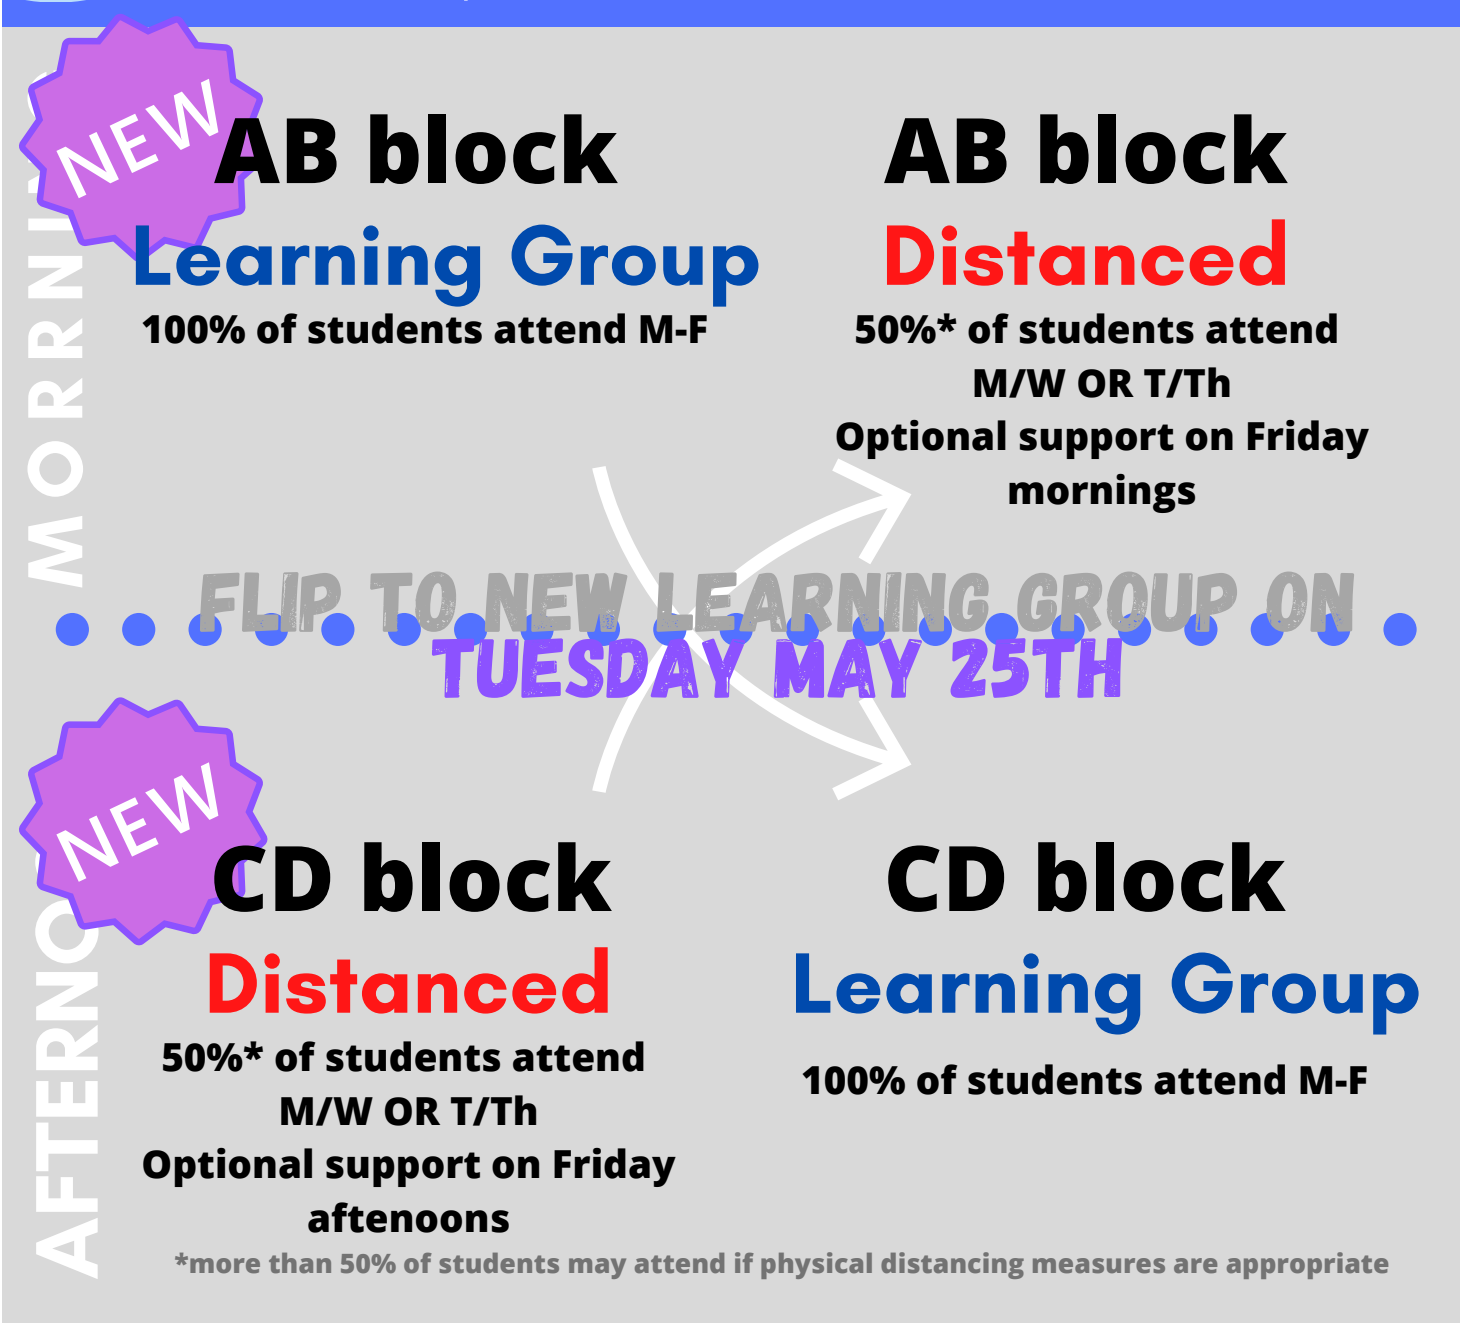 NEW
AB block
Learning Group
100% of students attend M-F
AB block
Distanced
50%* of students attend
M/W OR T/Th
Optional support on Friday
mornings
FLIP TO NEW LEARNING GROUP ON
TUESDAY MAY 25TH
NEW
CD block
Distanced
50%* of students attend
M/W OR T/Th
Optional support on Friday
aftenoons
CD block
Learning Group
100% of students attend M-F
*more than 50% of students may attend if physical distancing measures are appropriate